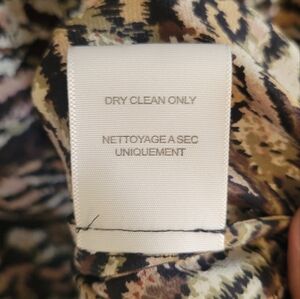 DRY CLEAN ONLY
NETTOYAGE A SEC
UNIQUEMENT